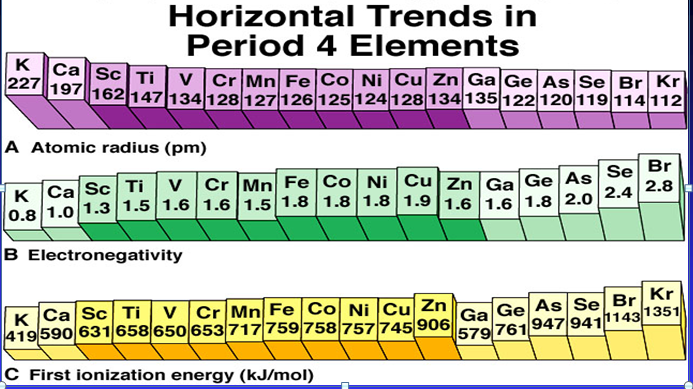 Horizontal Trends in
Period 4 Elements
K Ca Sc Ti V Cr Mn Fe Co Ni Cu Zn Ga Ge As Se Br Kr
227 197 162 147 134 128 127 126 125 124 128 134 135 122 120 119 114 112
A Atomic radius (pm)
K Ca Sc Ti V Cr Mn Fe Co Ni Cu Zn Ga Ge As Se Br
0.8 1.0 1.3 1.5 1.6 1.6 1.5 1.8 1.8 1.8 1.9 1.6 1.6 1.8 2.0 2.4 2.8
B Electronegativity
K Ca Sc Ti V Cr Mn Fe Co Ni Cu Zn Ga Ge As Se Br Kr
419 590 631 658 650 653 717 759 758 757 745 906 579 761 947 941 1143 1351
C First ionization energy (kJ/mol)